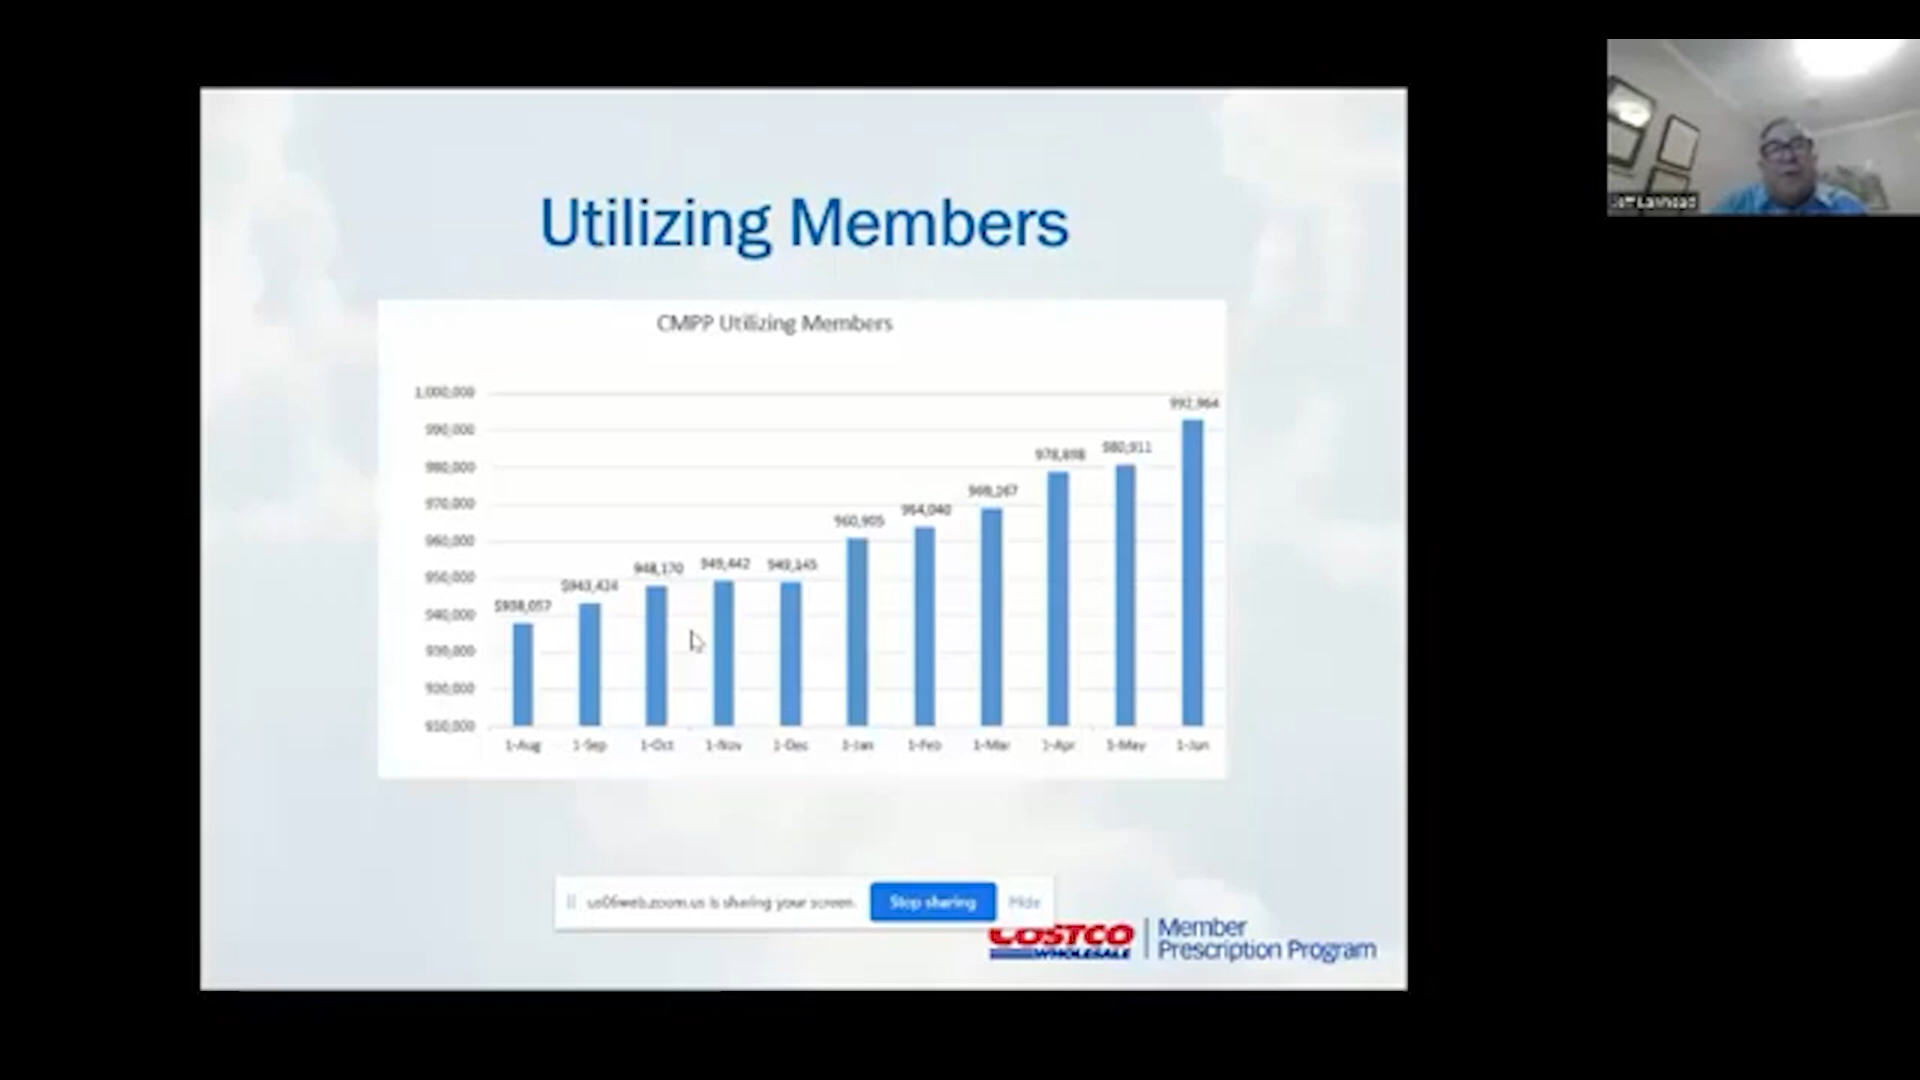 Utilizing Members
CMPP Utilizing Members
1,000,000
990,000
980,000
970,000
960,000
950,000
940,000
930,000
920,000
910,000
$938,057
$943,424
948,170
949,442
949,145
960,905
964,040
969,167
978,898
980,911
992,964
1-Aug
1-Sep
1-Oct
1-Nov
1-Dec
1-Jan
1-Feb
1-Mar
1-Apr
1-May
1-Jun
us06web.zoom.us is sharing your screen.
Stop sharing
Hide
COSTCO
WHOLESALE
Member
Prescription Program
Jeff